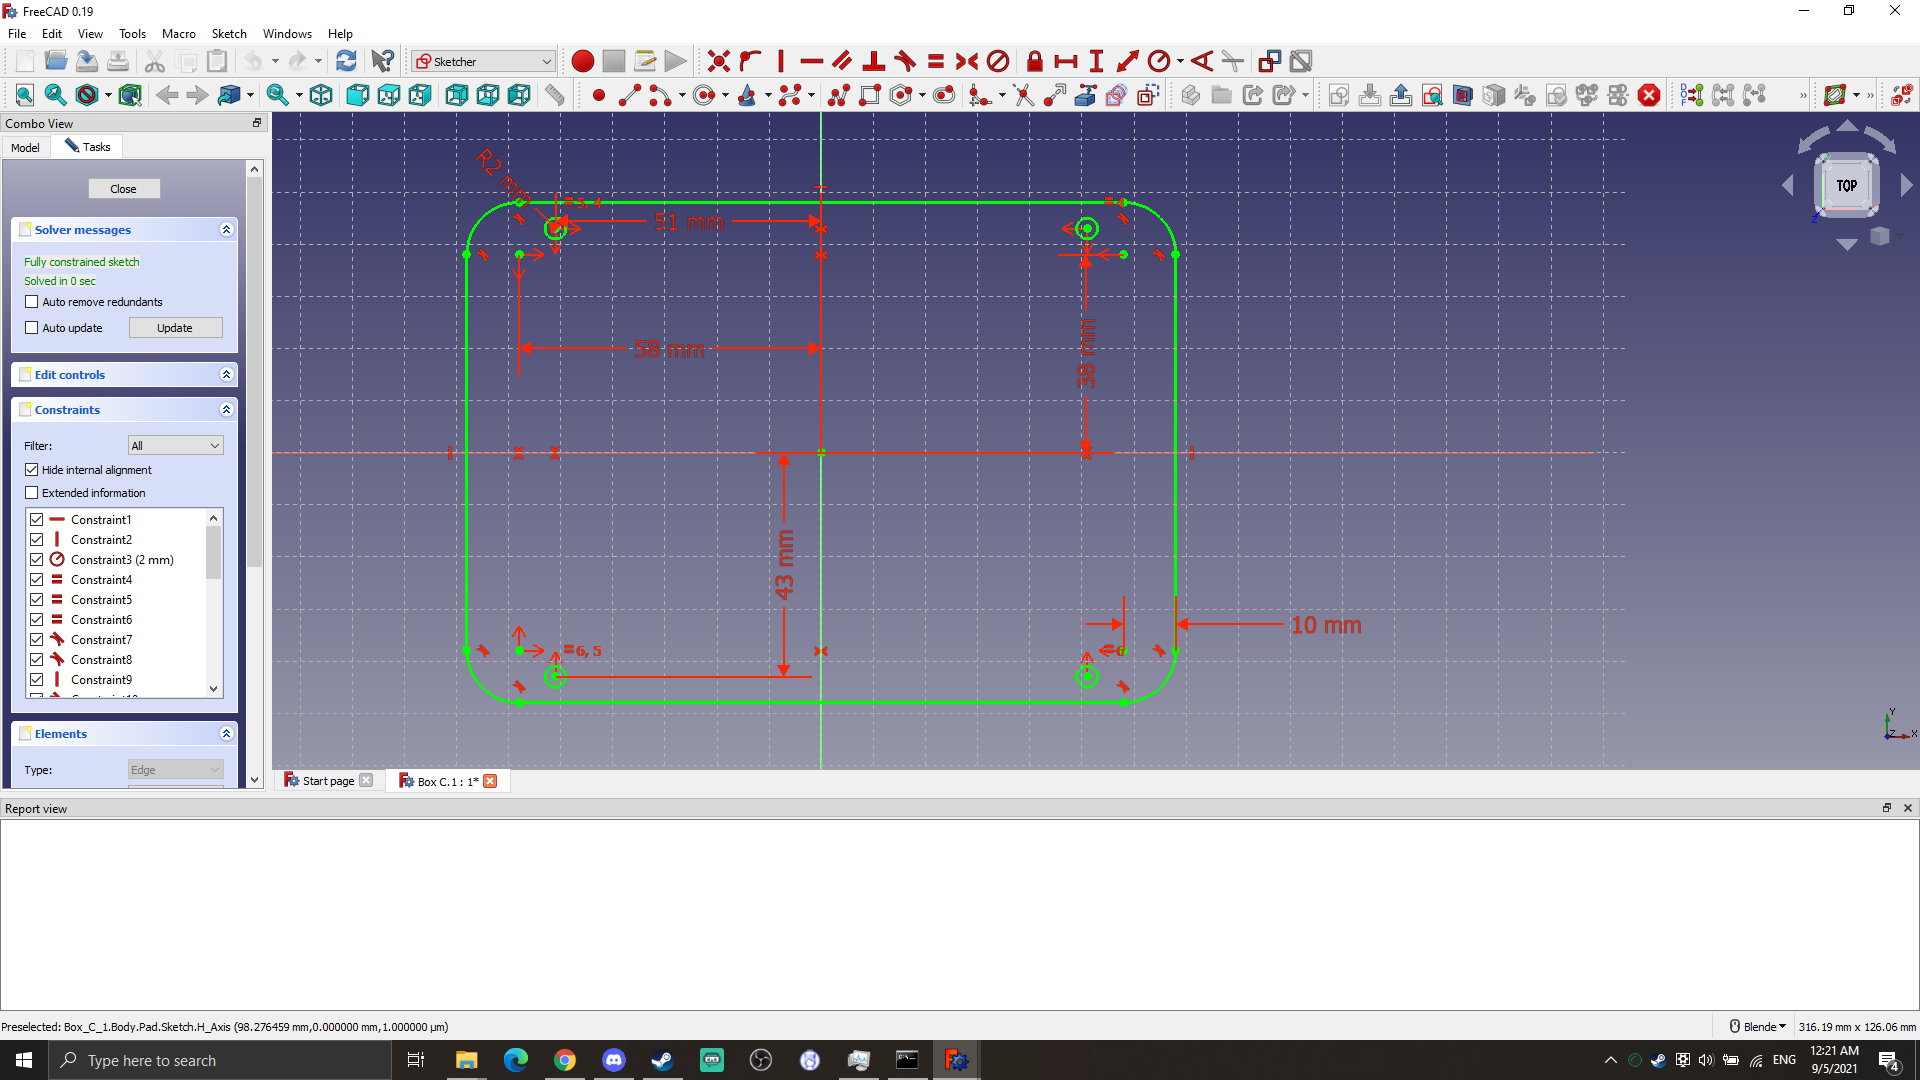 FreeCAD 0.19
File Edit View Tools Macro Sketch Windows Help
Sketcher
Combo View
Model Tasks
Close
Solver messages
Fully constrained sketch
Solved in 0 sec
Auto remove redundants
Auto update Update
Edit controls
Constraints
Filter: All
Hide internal alignment
Extended information
Constraint1
Constraint2
Constraint3 (2 mm)
Constraint4
Constraint5
Constraint6
Constraint7
Constraint8
Constraint9
Elements
Type: Edge
R2 mm
=5, 4
51 mm
58 mm
38 mm
43 mm
10 mm
=6, 5
TOP
Z
Y
Z X
Start page Box C.1 : 1*
Report view
Preselected: Box_C_1.Body.Pad.Sketch.H_Axis (98.276459 mm,0.000000 mm,1.000000 µm)
Blende 316.19 mm x 126.06 mm
Type here to search
ENG
12:21 AM
9/5/2021
4